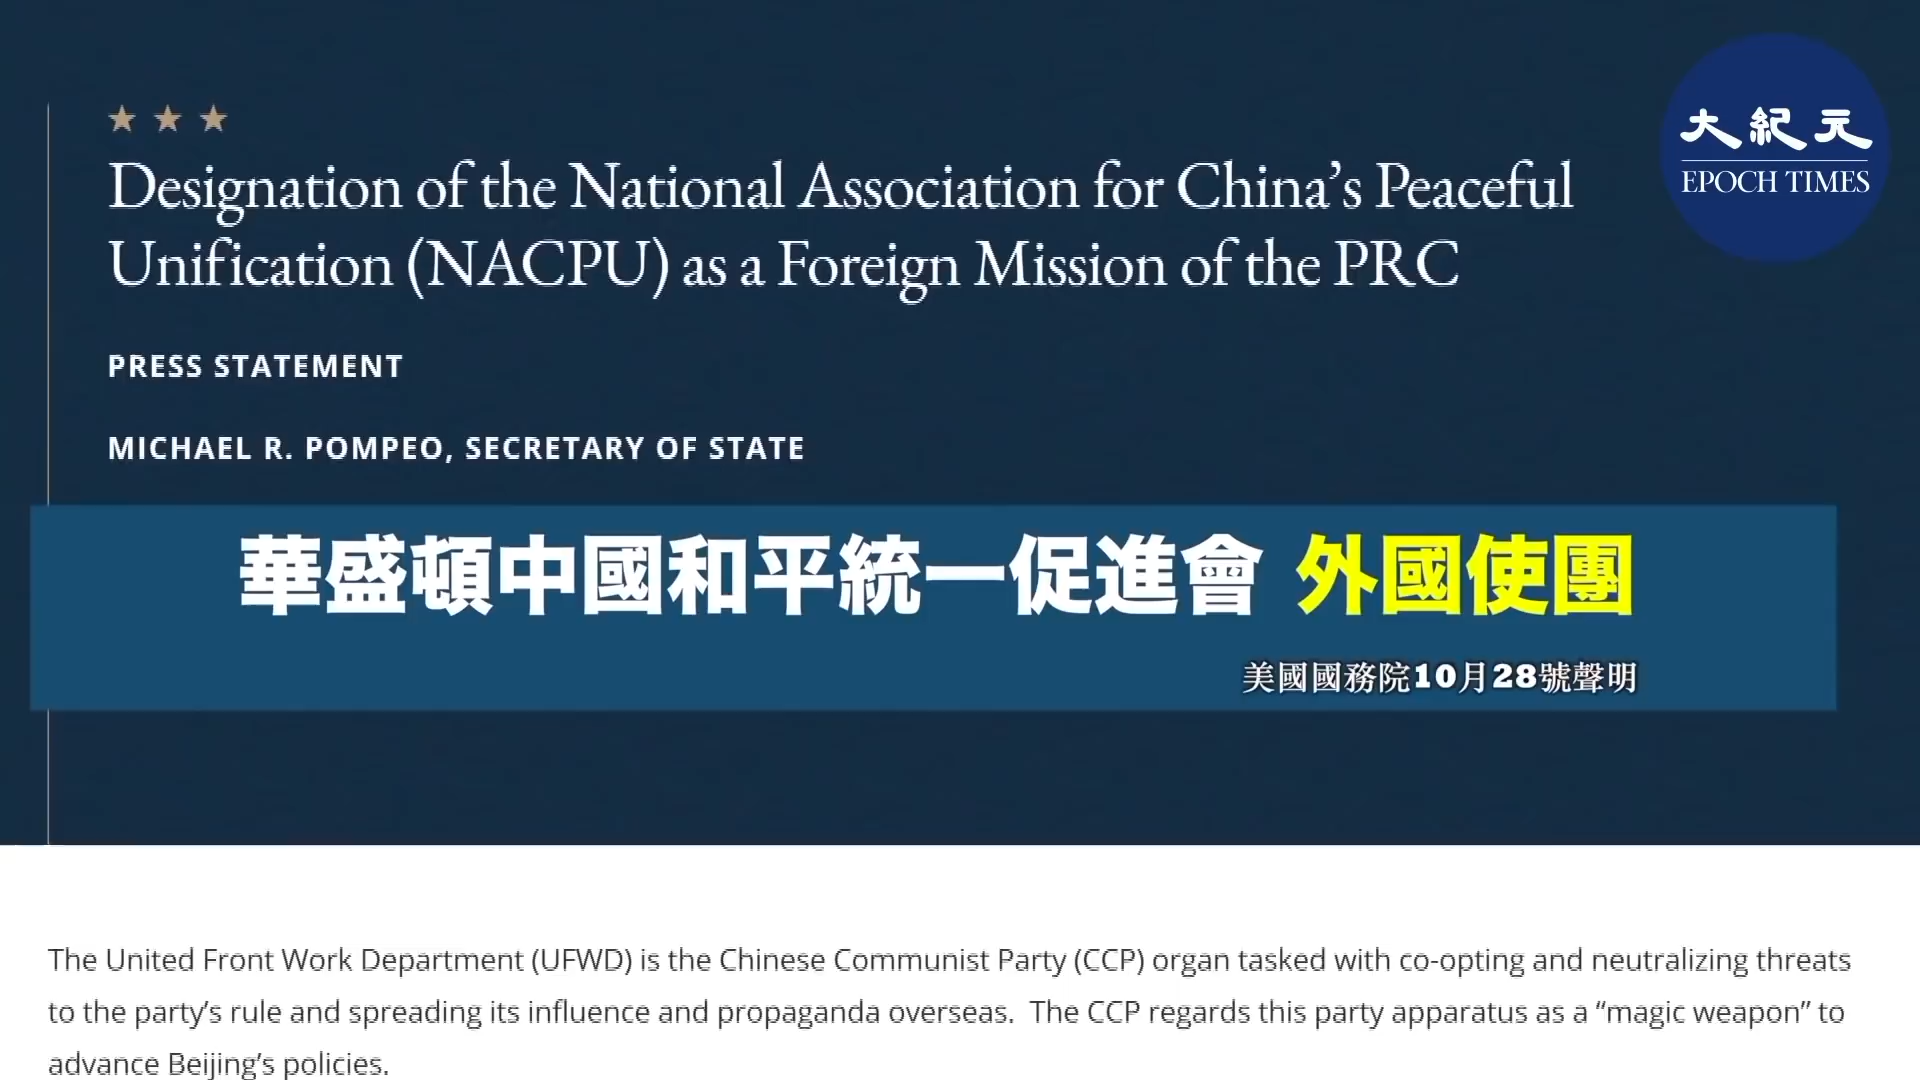 大紀元
EPOCH TIMES
Designation of the National Association for China’s Peaceful
Unification (NACPU) as a Foreign Mission of the PRC
PRESS STATEMENT
MICHAEL R. POMPEO, SECRETARY OF STATE
華盛頓中國和平統一促進會 外國使團
美國國務院10月28號聲明
The United Front Work Department (UFWD) is the Chinese Communist Party (CCP) organ tasked with co-opting and neutralizing threats
to the party’s rule and spreading its influence and propaganda overseas.  The CCP regards this party apparatus as a “magic weapon” to
advance Beijing’s policies.